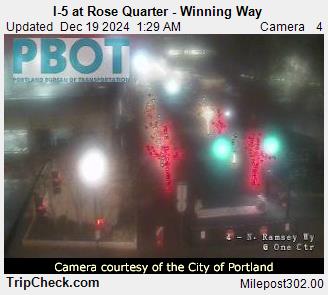 I-5 at Rose Quarter - Winning Way
Updated Dec 19 2024 1:29 AM Camera 4
PBOT
PORTLAND BUREAU OF TRANSPORTATION
4 - N. Ramsey Wy
@ One Ctr
Camera courtesy of the City of Portland
TripCheck.com Milepost302.00